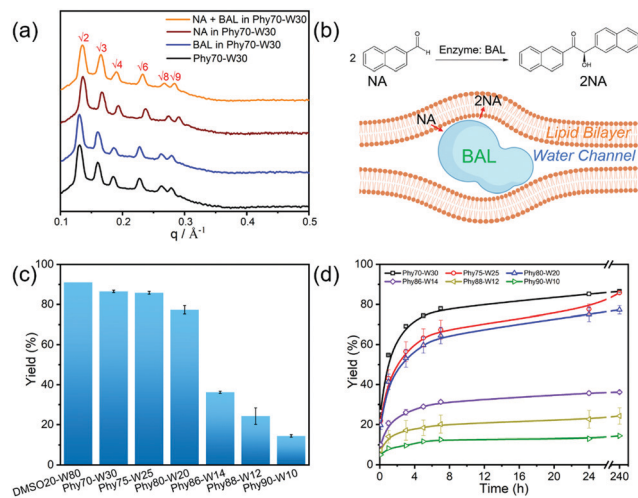 (a)
√2
√3
√4
√6
√8
√9
NA + BAL in Phy70-W30
NA in Phy70-W30
BAL in Phy70-W30
Phy70-W30
0.1
0.2
0.3
0.4
0.5
q / Å⁻¹
(b)
2
O
H
NA
Enzyme: BAL
O
OH
2NA
NA
2NA
BAL
Lipid Bilayer
Water Channel
(c)
Yield (%)
100
80
60
40
20
0
DMSO20-W80
Phy70-W30
Phy75-W25
Phy80-W20
Phy86-W14
Phy88-W12
Phy90-W10
(d)
Phy70-W30
Phy75-W25
Phy80-W20
Phy86-W14
Phy88-W12
Phy90-W10
Yield (%)
100
80
60
40
20
0
0
5
10
15
20
24
240
Time (h)